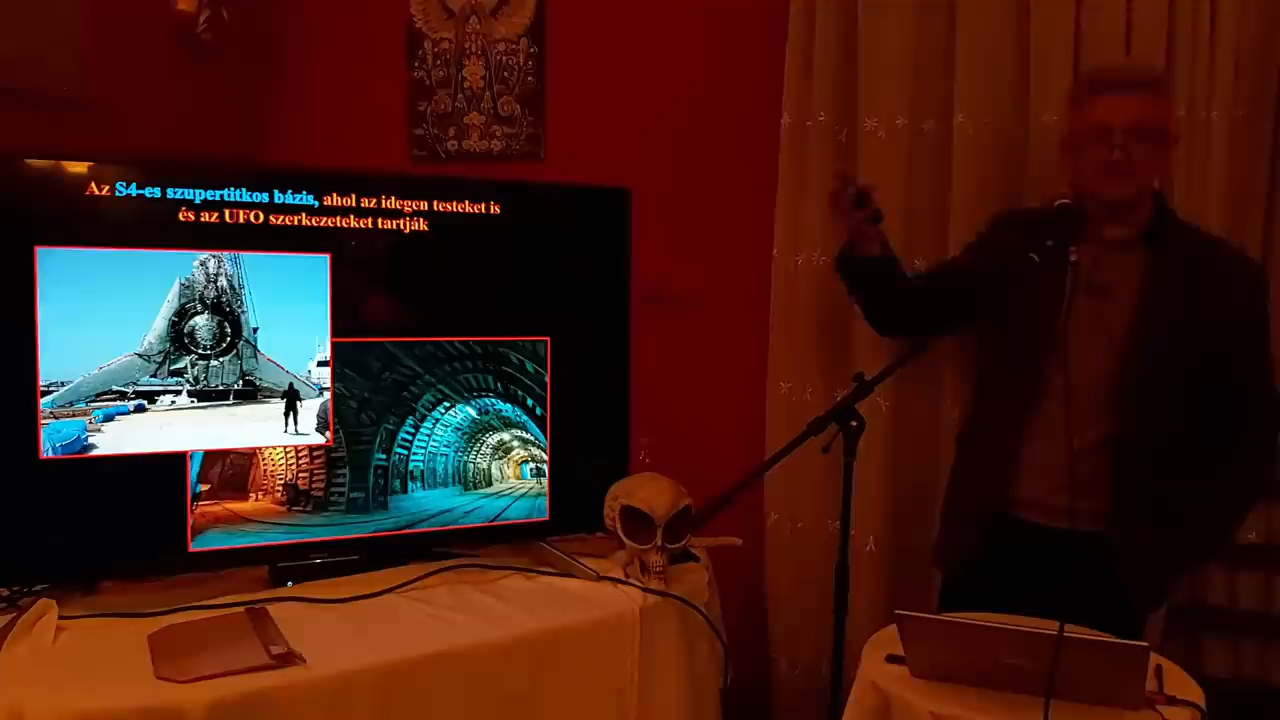 Az S4-es szupertitkos bázis, ahol az idegen testeket is
és az UFO szerkezeteket tartják